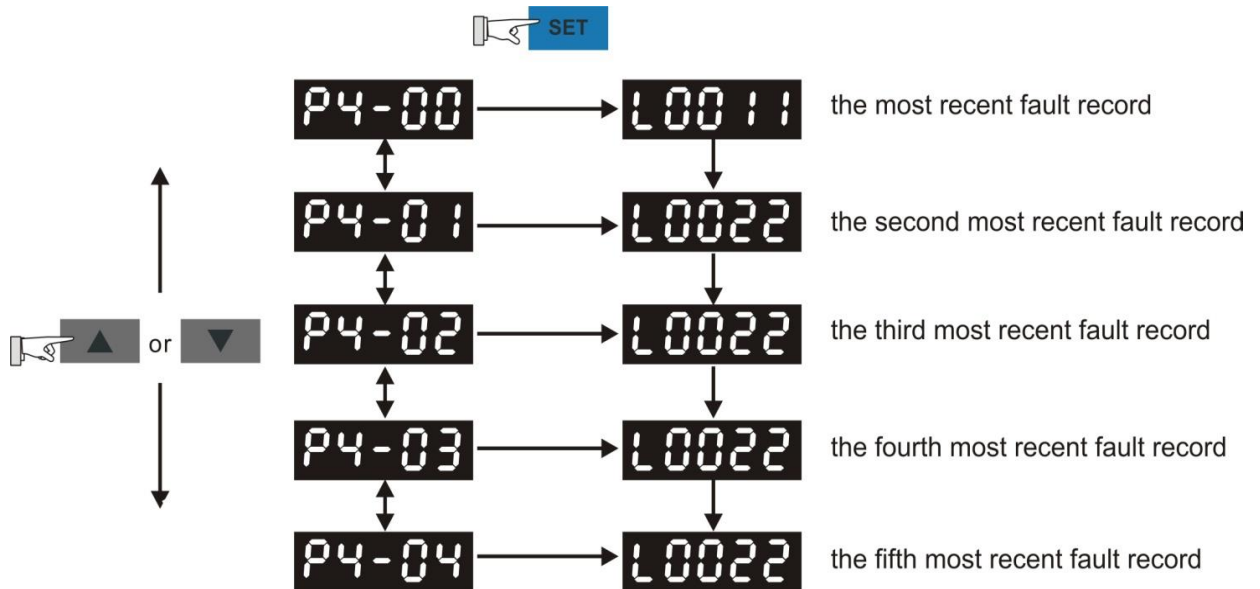 SET
P4-00 L0011 the most recent fault record
P4-01 L0022 the second most recent fault record
▲ or ▼
P4-02 L0022 the third most recent fault record
P4-03 L0022 the fourth most recent fault record
P4-04 L0022 the fifth most recent fault record